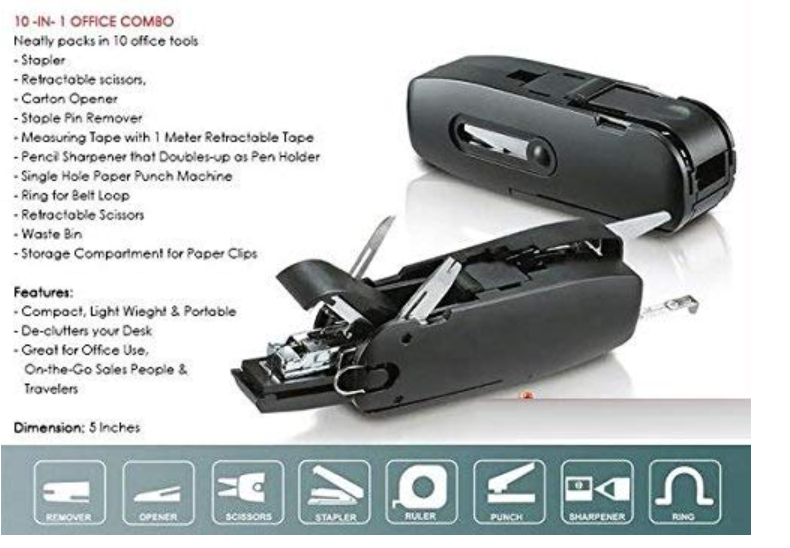 10 -IN- 1 OFFICE COMBO
Neatly packs in 10 office tools
- Stapler
- Retractable scissors,
- Carton Opener
- Staple Pin Remover
- Measuring Tape with 1 Meter Retractable Tape
- Pencil Sharpener that Doubles-up as Pen Holder
- Single Hole Paper Punch Machine
- Ring for Belt Loop
- Retractable Scissors
- Waste Bin
- Storage Compartment for Paper Clips
Features:
- Compact, Light Wieght & Portable
- De-clutters your Desk
- Great for Office Use,
On-the-Go Sales People &
Travelers
Dimension: 5 Inches
REMOVER OPENER SCISSORS STAPLER RULER PUNCH SHARPENER RING